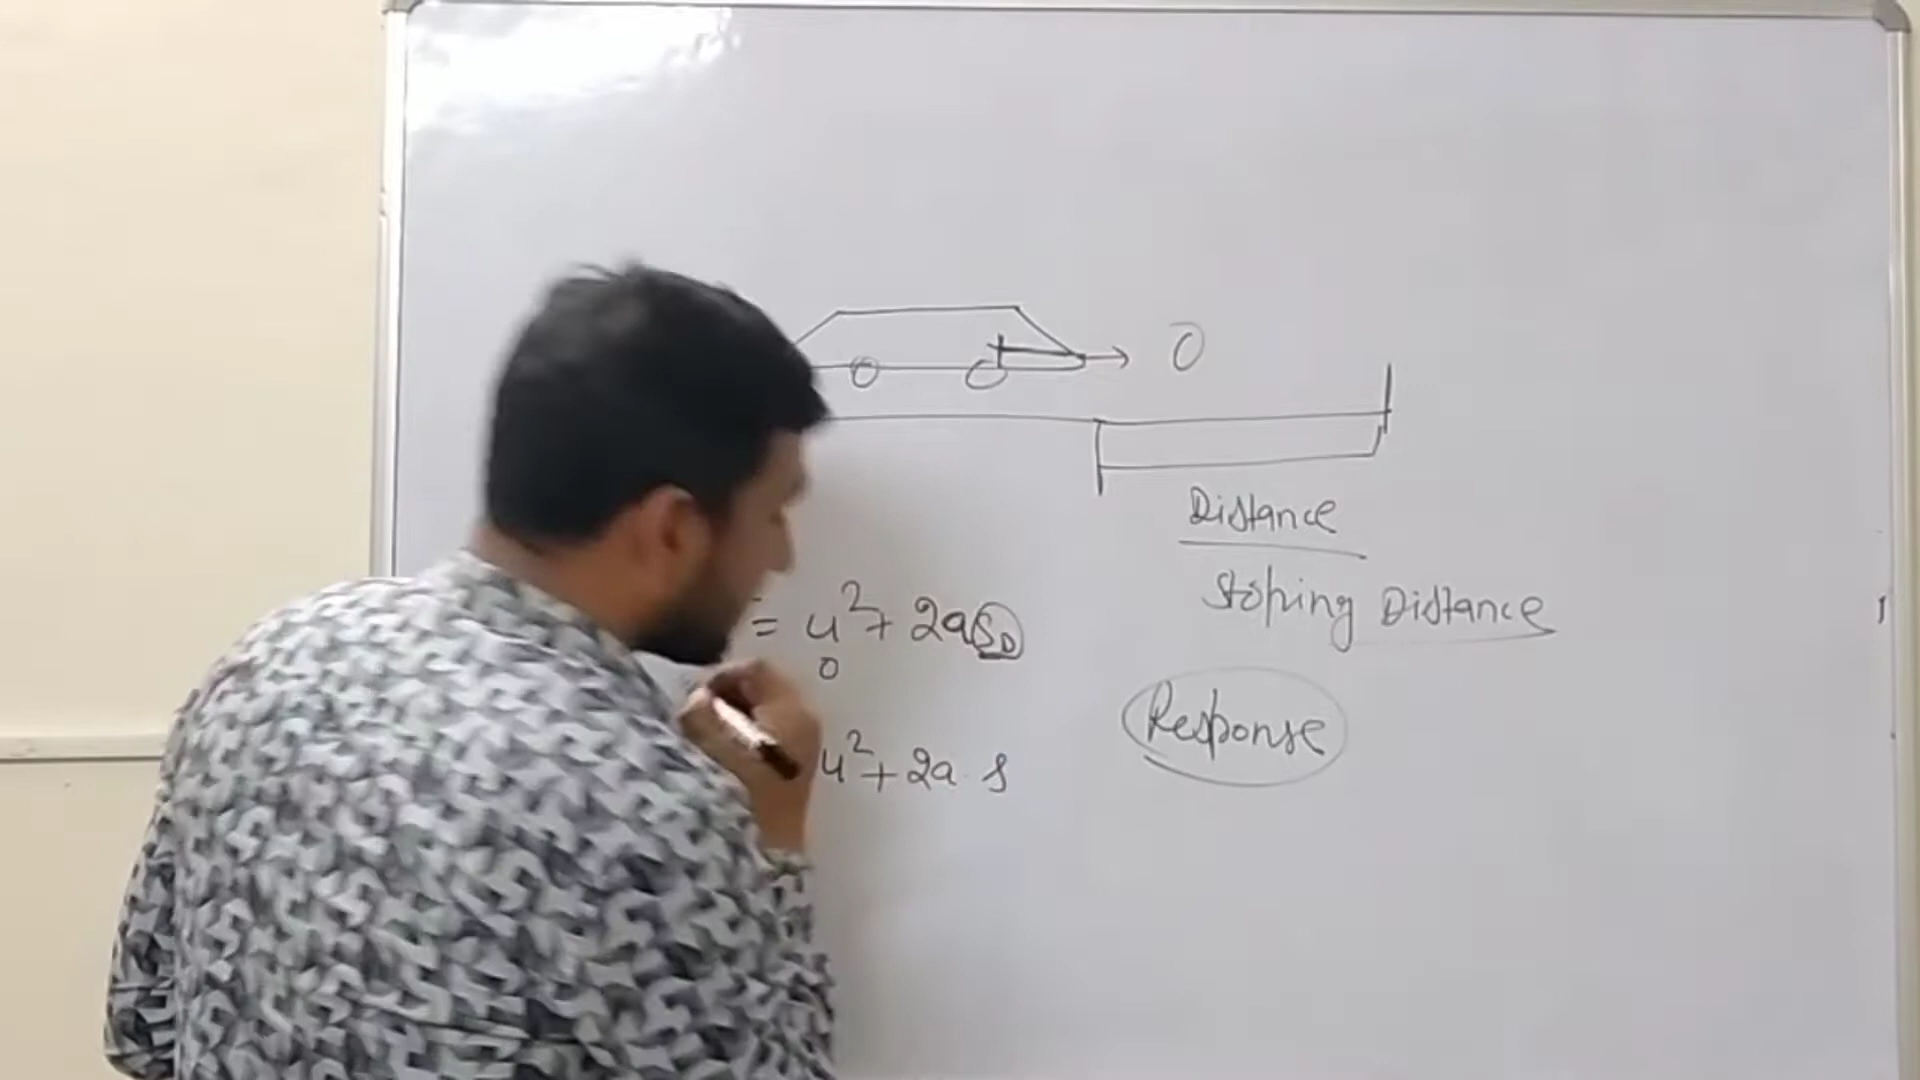 0
Distance
Stoping Distance
= u² + 2aSD
0
Response
u² + 2a · s